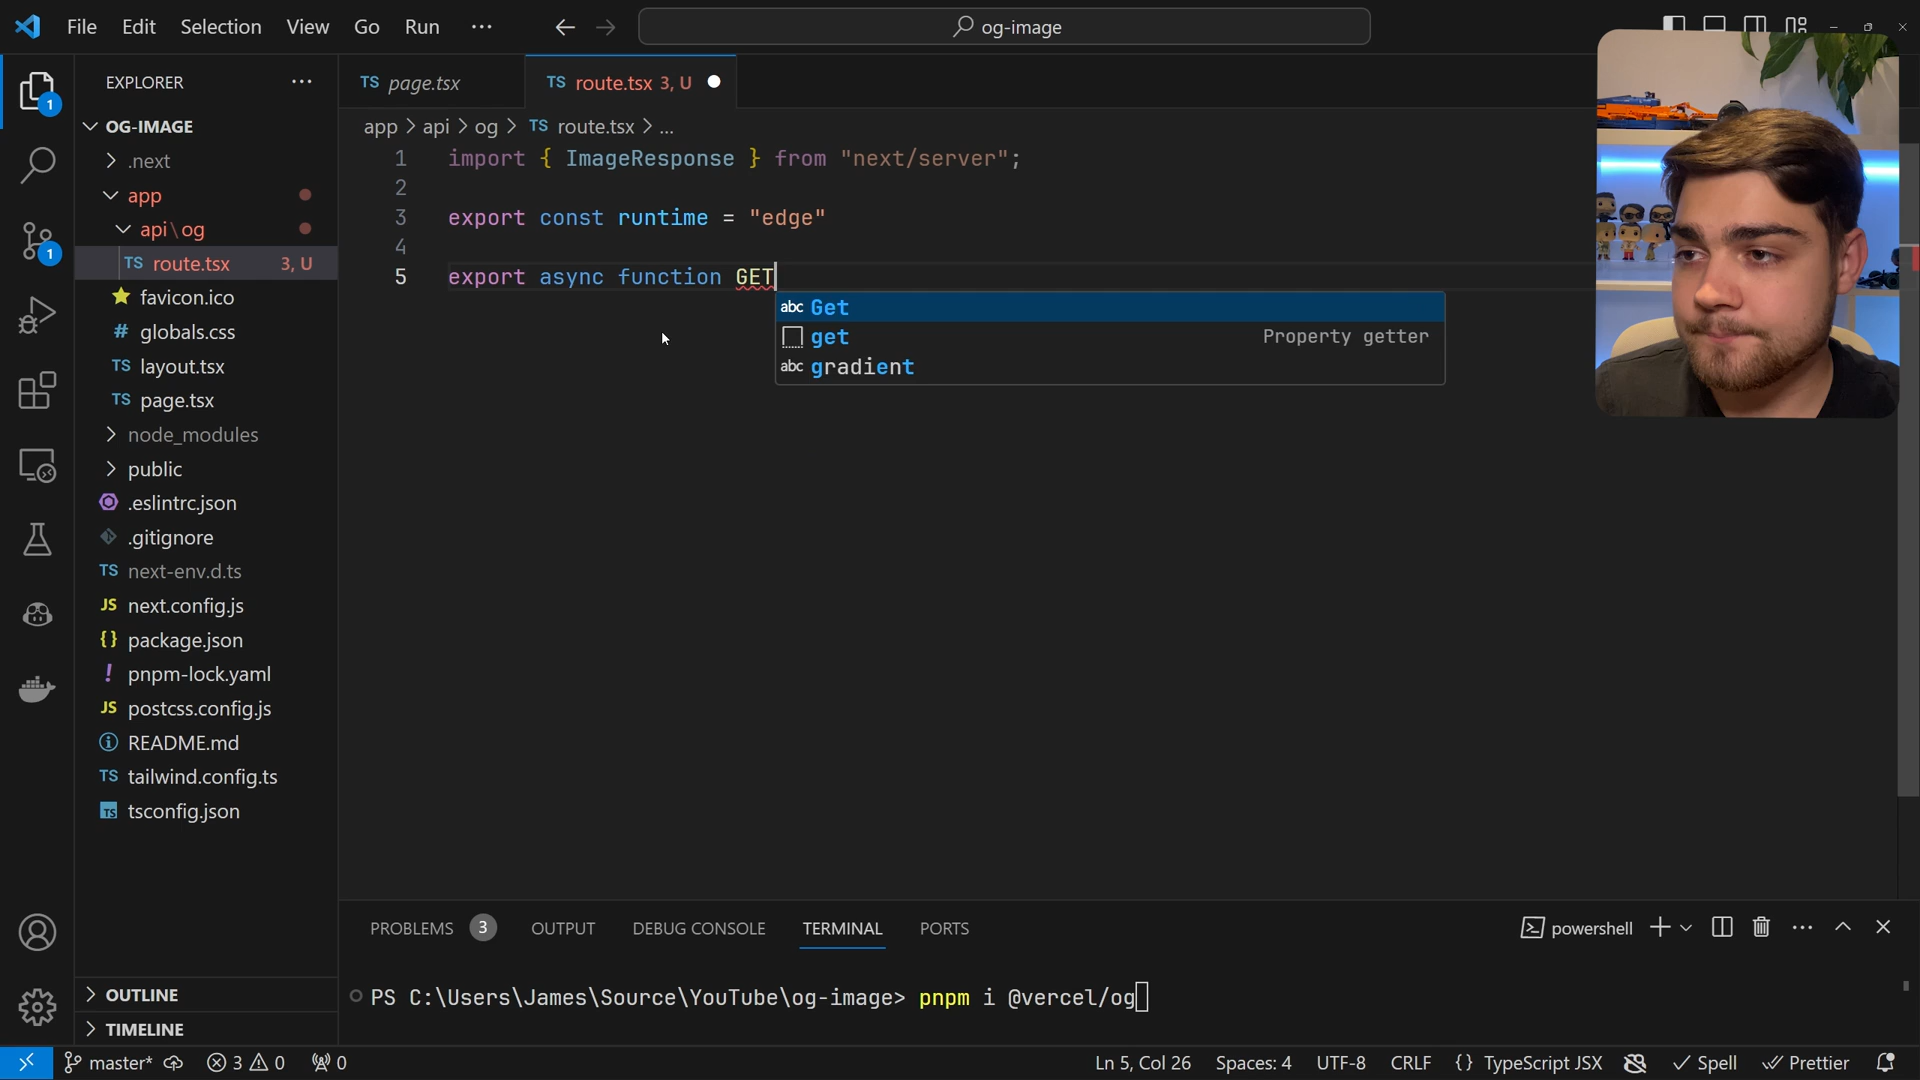 File Edit Selection View Go Run ···
og-image
EXPLORER ···
OG-IMAGE
.next
app
api\og
TS route.tsx 3, U
favicon.ico
# globals.css
TS layout.tsx
TS page.tsx
node_modules
public
.eslintrc.json
.gitignore
TS next-env.d.ts
JS next.config.js
{} package.json
! pnpm-lock.yaml
JS postcss.config.js
README.md
TS tailwind.config.ts
TS tsconfig.json
OUTLINE
TIMELINE
1
1
TS page.tsx
TS route.tsx 3, U
app > api > og > TS route.tsx > ...
1 import { ImageResponse } from "next/server";
2
3 export const runtime = "edge"
4
5 export async function GET
abc Get
get Property getter
abc gradient
PROBLEMS 3 OUTPUT DEBUG CONSOLE TERMINAL PORTS
powershell
PS C:\Users\James\Source\YouTube\og-image> pnpm i @vercel/og
master* 3 0 0
Ln 5, Col 26 Spaces: 4 UTF-8 CRLF {} TypeScript JSX Spell Prettier